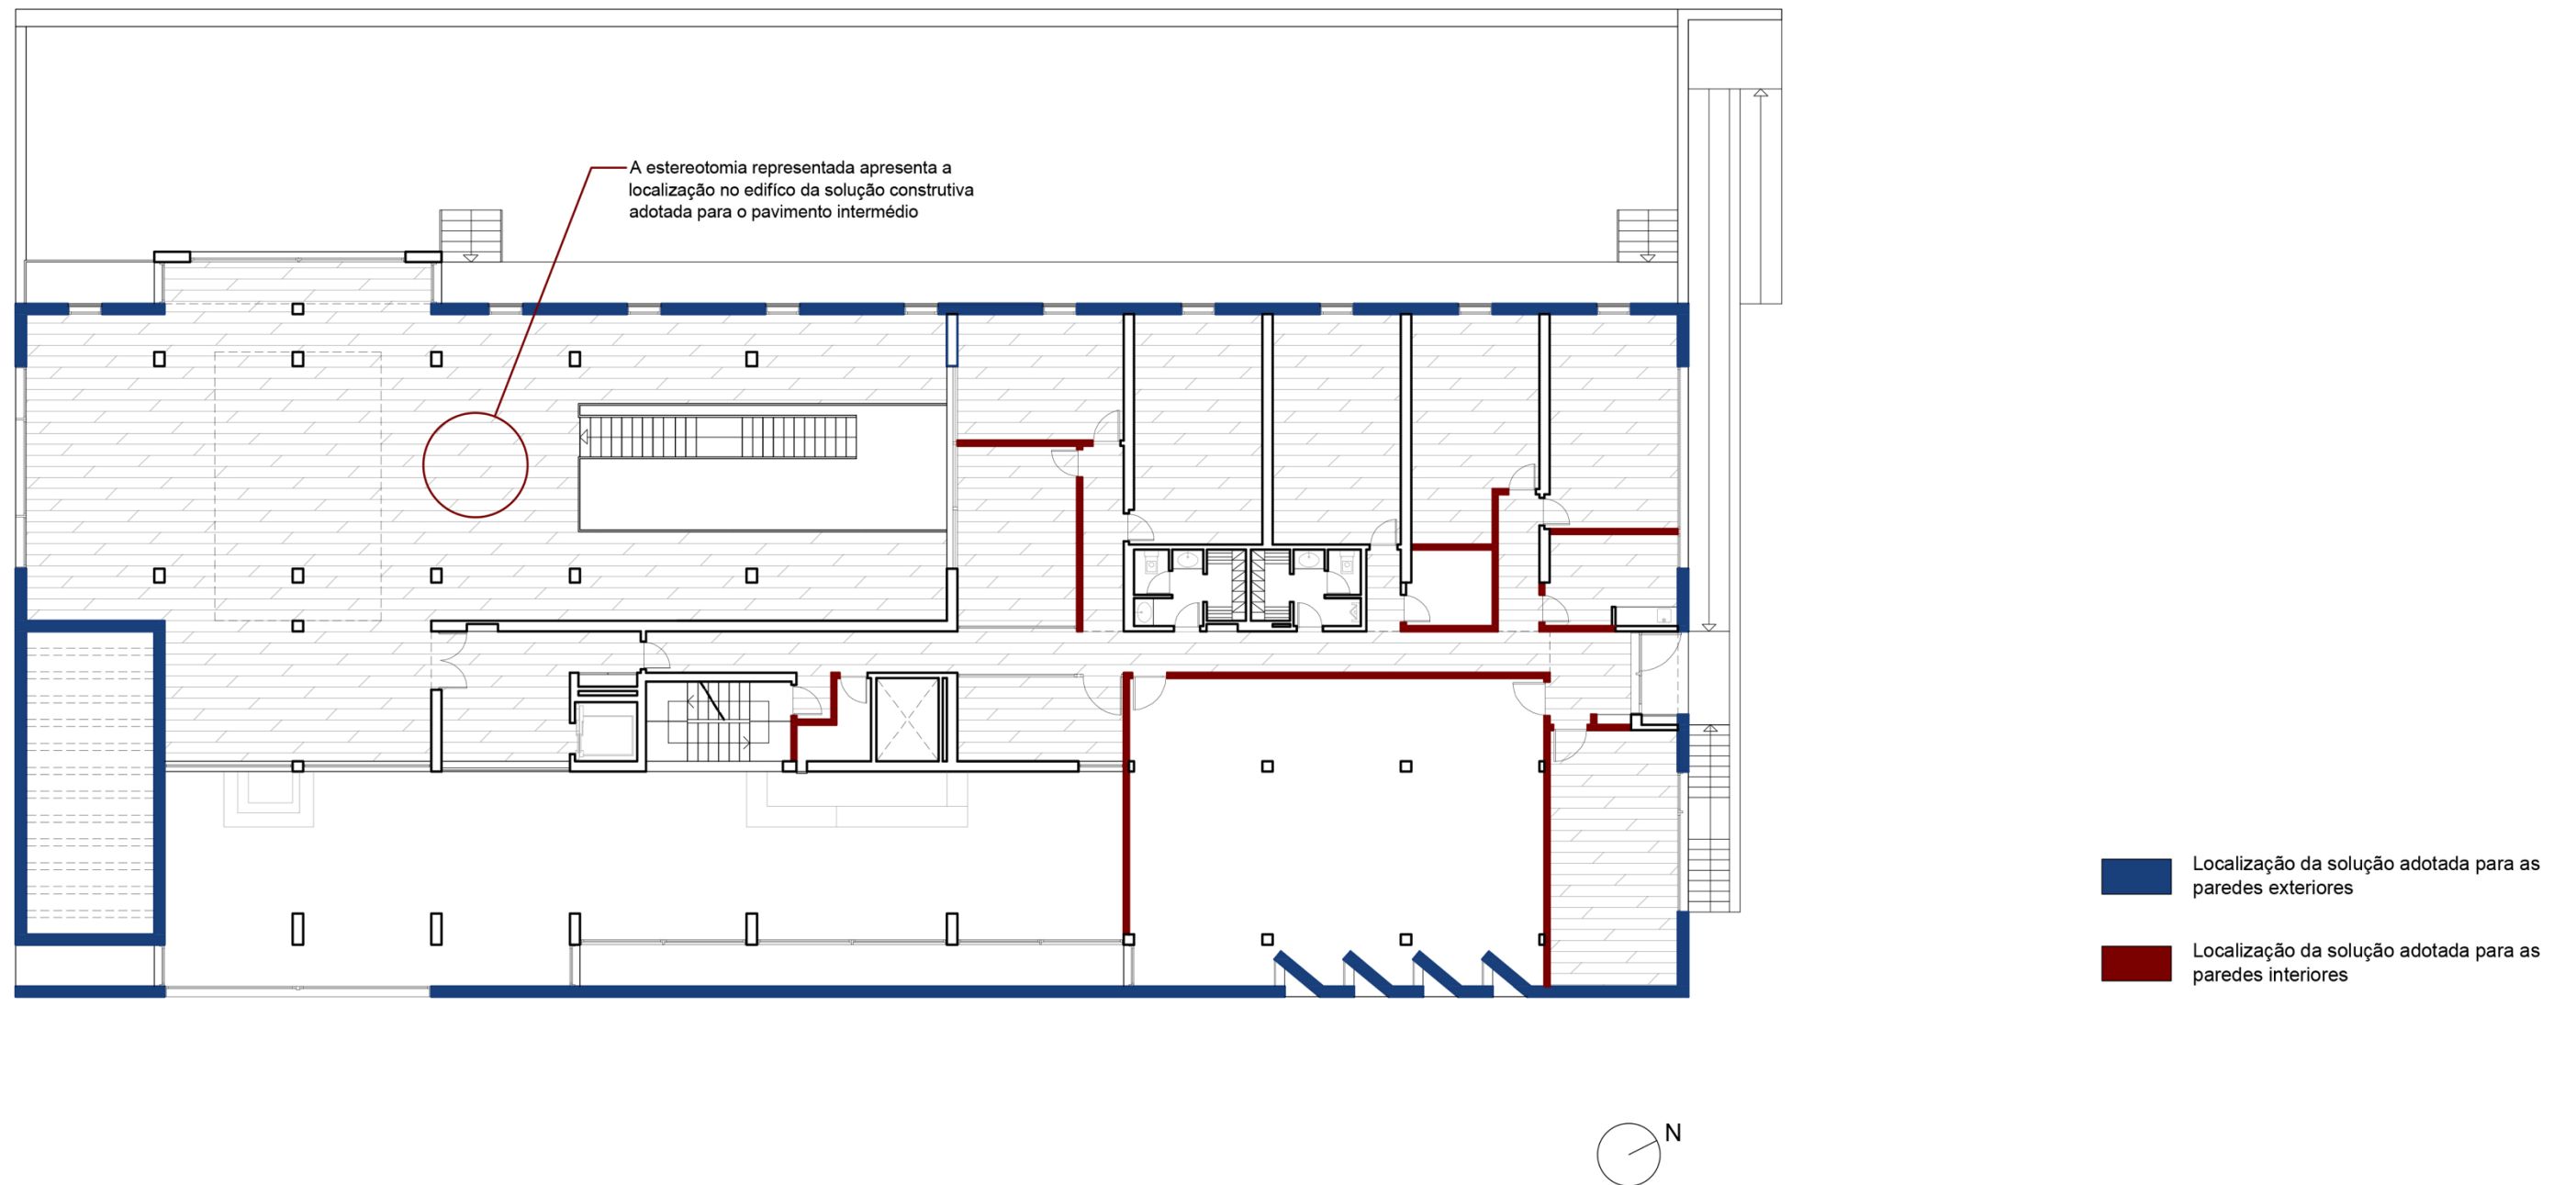 A estereotomia representada apresenta a
localização no edifíco da solução construtiva
adotada para o pavimento intermédio
Localização da solução adotada para as
paredes exteriores
Localização da solução adotada para as
paredes interiores
N